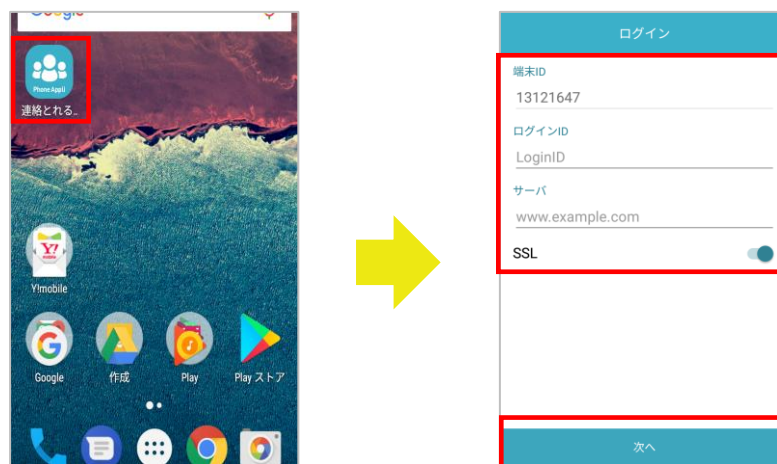 Phone Appli
連絡とれる..
Y!
Y!mobile
G
Google
作成
Play
Play ストア
ログイン
端末ID
13121647
ログインID
LoginID
サーバ
www.example.com
SSL
次へ